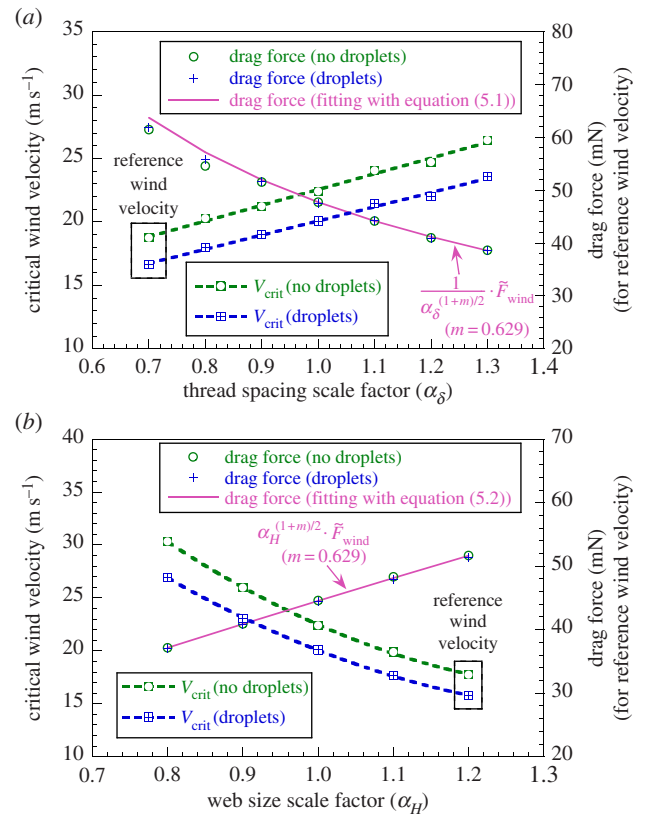 (a)
35
30
25
20
15
10
critical wind velocity (m s⁻¹)
drag force (no droplets)
drag force (droplets)
drag force (fitting with equation (5.1))
reference
wind
velocity
V_crit (no droplets)
V_crit (droplets)
1 / α_δ^(1+m)/2 · F̃_wind
(m = 0.629)
80
70
60
50
40
30
20
drag force (mN)
(for reference wind velocity)
0.6 0.7 0.8 0.9 1.0 1.1 1.2 1.3 1.4
thread spacing scale factor (α_δ)
(b)
40
35
30
25
20
15
10
critical wind velocity (m s⁻¹)
drag force (no droplets)
drag force (droplets)
drag force (fitting with equation (5.2))
α_H^(1+m)/2 · F̃_wind
(m = 0.629)
reference
wind
velocity
V_crit (no droplets)
V_crit (droplets)
70
60
50
40
30
20
drag force (mN)
(for reference wind velocity)
0.7 0.8 0.9 1.0 1.1 1.2 1.3
web size scale factor (α_H)